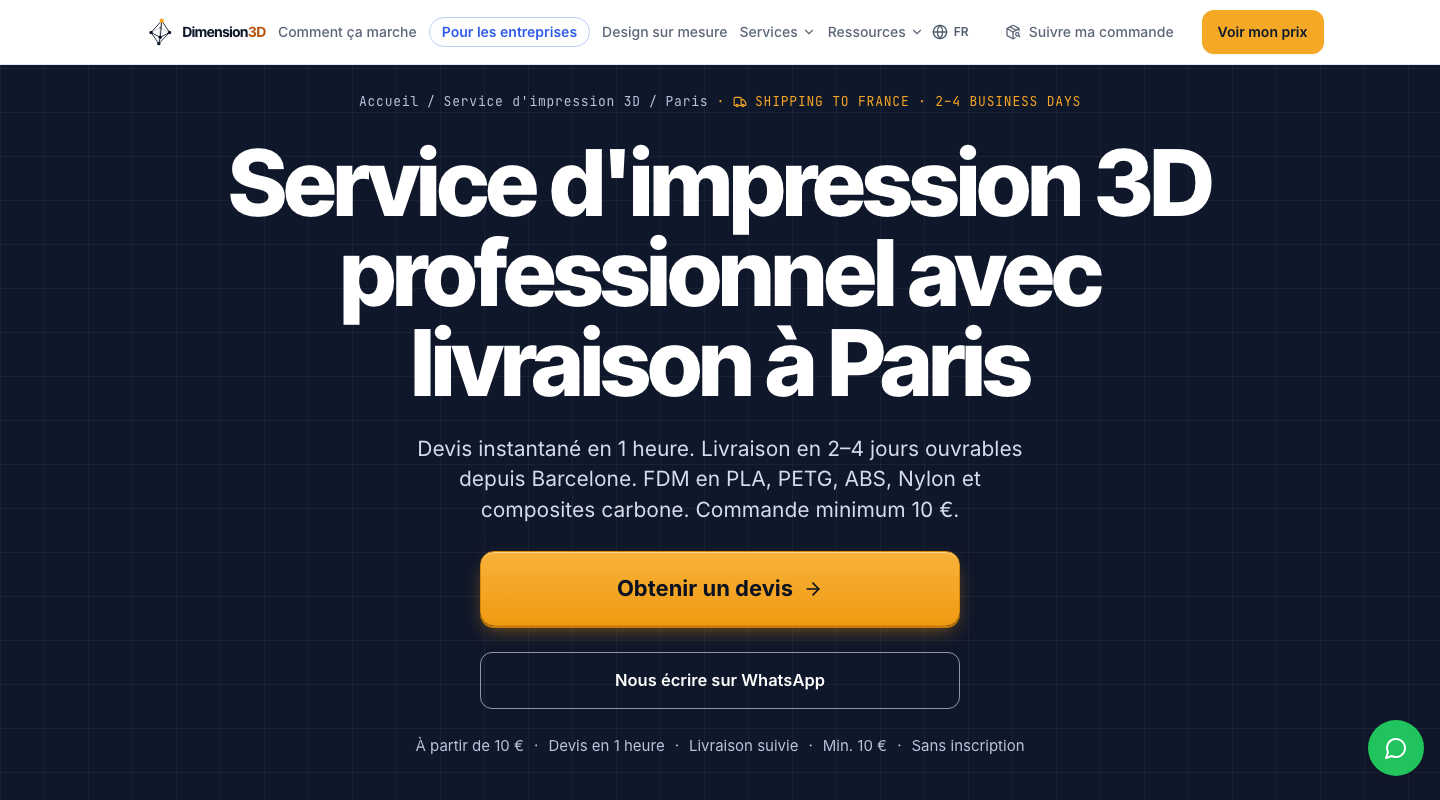 Dimension3D Comment ça marche Pour les entreprises Design sur mesure Services Ressources FR Suivre ma commande Voir mon prix
Accueil / Service d'impression 3D / Paris · SHIPPING TO FRANCE · 2–4 BUSINESS DAYS
Service d'impression 3D
professionnel avec
livraison à Paris
Devis instantané en 1 heure. Livraison en 2–4 jours ouvrables
depuis Barcelone. FDM en PLA, PETG, ABS, Nylon et
composites carbone. Commande minimum 10 €.
Obtenir un devis →
Nous écrire sur WhatsApp
À partir de 10 € · Devis en 1 heure · Livraison suivie · Min. 10 € · Sans inscription